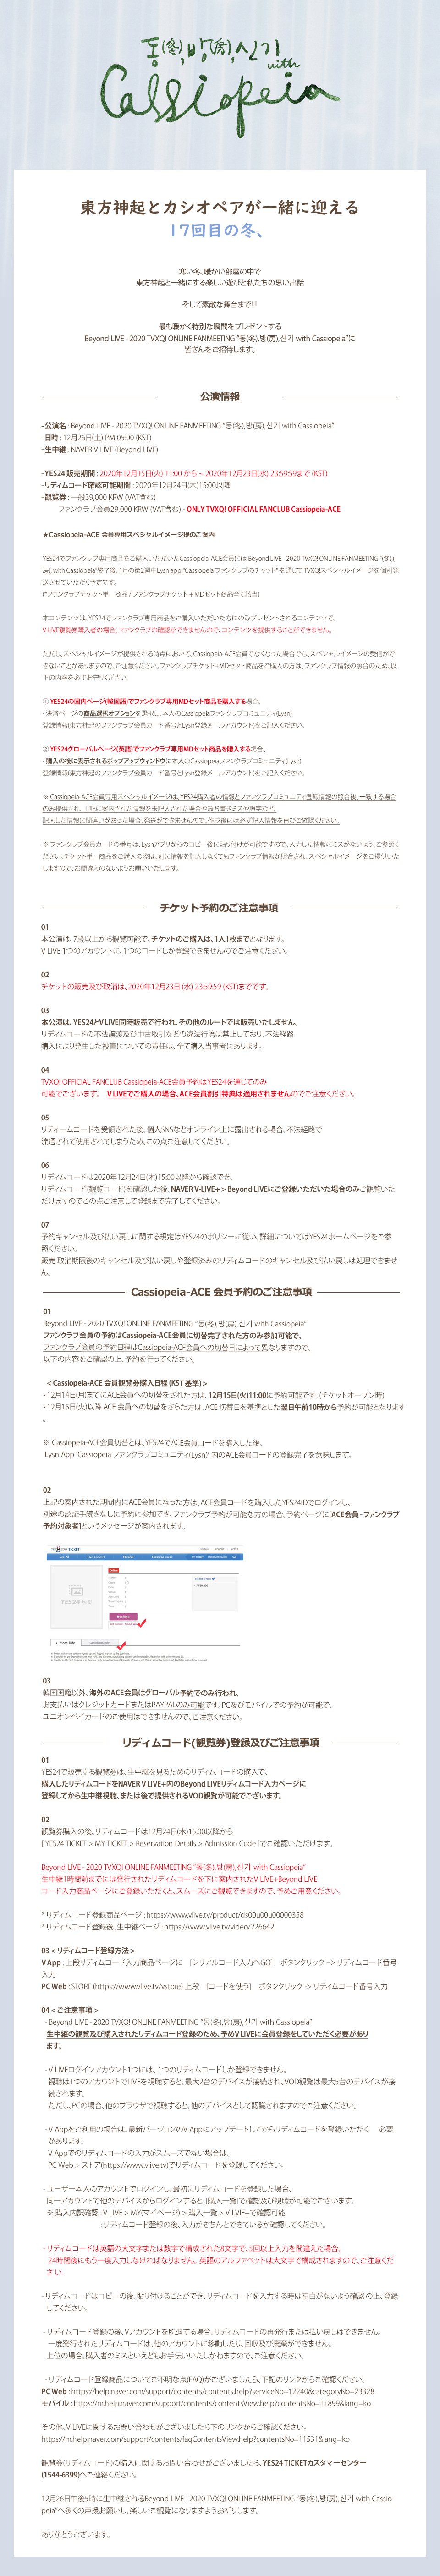 동(冬),방(房),신기
with
Cassiopeia
東方神起とカシオペアが一緒に迎える
17回目の冬、
寒い冬、暖かい部屋の中で
東方神起と一緒にする楽しい遊びと私たちの思い出話
そして素敵な舞台まで!!
最も暖かく特別な瞬間をプレゼントする
Beyond LIVE - 2020 TVXQ! ONLINE FANMEETING “동(冬),방(房),신기 with Cassiopeia”に
皆さんをご招待します。
公演情報
- 公演名 : Beyond LIVE - 2020 TVXQ! ONLINE FANMEETING “동(冬),방(房),신기 with Cassiopeia”
- 日時 : 12月26日(土) PM 05:00 (KST)
- 生中継 : NAVER V LIVE (Beyond LIVE)
- YES24 販売期間 : 2020年12月15日(火) 11:00 から ~ 2020年12月23日(水) 23:59:59まで (KST)
- リディムコード確認可能期間 : 2020年12月24日(木)15:00以降
- 観覧券 : 一般39,000 KRW (VAT含む)
ファンクラブ会員29,000 KRW (VAT含む) - ONLY TVXQ! OFFICIAL FANCLUB Cassiopeia-ACE
★Cassiopeia-ACE 会員専用スペシャルイメージ提のご案内
YES24でファンクラブ専用商品をご購入いただいたCassiopeia-ACE会員には Beyond LIVE - 2020 TVXQ! ONLINE FANMEETING “동(冬),방(
房),신기 with Cassiopeia”終了後、1月の第2週中Lysn app “Cassiopeia ファンクラブのチャット” を通じて TVXQ!スペシャルイメージを個別発
送させていただく予定です。
(*ファンクラブチケット単一商品 / ファンクラブチケット + MDセット商品全て該当)
本コンテンツは、YES24でファンクラブ専用商品をご購入いただいた方にのみプレゼントされるコンテンツで、
V LIVE観覧券購入者の場合、ファンクラブの確認ができませんので、コンテンツを提供することができません。
ただし、スペシャルイメージが提供される時点において、Cassiopeia-ACE会員でなくなった場合でも、スペシャルイメージの受信がで
きないことがありますので、ご注意ください。ファンクラブチケット+MDセット商品をご購入の方は、ファンクラブ情報の照合のため、以
下の内容を必ずお守りください。
① YES24の国内ページ(韓国語)でファンクラブ専用MDセット商品を購入する場合、
- 決済ページの商品選択オプションを選択し、本人のCassiopeiaファンクラブコミュニティ(Lysn)
登録情報(東方神起のファンクラブ会員カード番号とLysn登録メールアカウント)をご記入ください。
② YES24グローバルページ(英語)でファンクラブ専用MDセット商品を購入する場合、
- 購入の後に表示されるポップアップウィンドウに本人のCassiopeiaファンクラブコミュニティ(Lysn)
登録情報(東方神起のファンクラブ会員カード番号とLysn登録メールアカウント)をご記入ください。
※ Cassiopeia-ACE会員専用スペシャルイメージは、YES24購入者の情報とファンクラブコミュニティ登録情報の照合後、一致する場合
のみ提供され、上記に案内された情報を未記入された場合や放ち書きミスや誤字など、
記入した情報に間違いがあった場合、発送ができませんので、作成後には必ず記入情報を再びご確認ください。
※ ファンクラブ会員カードの番号は、Lysnアプリからのコピー後に貼り付けが可能ですので、入力した情報にミスがないよう、ご参照く
ださい. チケット単一商品をご購入の際は、別に情報を記入しなくてもファンクラブ情報が照合され、スペシャルイメージをご提供いた
しますので、お間違えのないようお願いいたします。
チケット予約のご注意事項
01
本公演は、7歳以上から観覧可能で、チケットのご購入は、1人1枚までとなります。
V LIVE 1つのアカウントに、1つのコードしか登録できませんのでご注意ください。
02
チケットの販売及び取消は、2020年12月23日 (水) 23:59:59 (KST)までです。
03
本公演は、YES24とV LIVE同時販売で行われ、その他のルートでは販売いたしません。
リディムコードの不法譲渡及び中古取引などの違法行為は禁止しており、不法経路
購入により発生した被害についての責任は、全て購入当事者にあります。
04
TVXQ! OFFICIAL FANCLUB Cassiopeia-ACE会員予約はYES24を通じてのみ
可能でございます。 V LIVEでご購入の場合、ACE会員割引特典は適用されませんのでご注意ください。
05
リディームコードを受領された後、個人SNSなどオンライン上に露出される場合、不法経路で
流通されて使用されてしまうため、この点ご注意してください。
06
リディムコードは2020年12月24日(木)15:00以降から確認でき、
リディムコード(観覧コード)を確認した後、NAVER V-LIVE+ > Beyond LIVEにご登録いただいた場合のみご観覧いた
だけますのでこの点ご注意して登録まで完了してください。
07
予約キャンセル及び払い戻しに関する規定はYES24のポリシーに従い、詳細についてはYES24ホームページをご参
照ください。
販売·取消期限後のキャンセル及び払い戻しや登録済みのリディムコードのキャンセル及び払い戻しは処理できませ
ん。
Cassiopeia-ACE 会員予約のご注意事項
01
Beyond LIVE - 2020 TVXQ! ONLINE FANMEETING “동(冬),방(房),신기 with Cassiopeia”
ファンクラブ会員の予約はCassiopeia-ACE会員に切替完了された方のみ参加可能で、
ファンクラブ会員の予約日程はCassiopeia-ACE会員への切替日によって異なりますので、
以下の内容をご確認の上、予約を行ってください。
< Cassiopeia-ACE 会員観覧券購入日程 (KST 基準) >
• 12月14日(月)までにACE会員への切替をされた方は、12月15日(火)11:00に予約可能です。(チケットオープン時)
• 12月15日(火)以降 ACE 会員への切替をさらた方は、ACE 切替日を基準とした翌日午前10時から予約が可能となります
。
※ Cassiopeia-ACE会員切替とは、YES24でACE会員コードを購入した後、
Lysn App ‘Cassiopeia ファンクラブコミュニティ(Lysn)’ 内のACE会員コードの登録完了を意味します。
02
上記の案内された期間内にACE会員になった方は、ACE会員コードを購入したYES24IDでログインし、
別途の認証手続きなしに予約に参加でき、ファンクラブ予約が可能な方の場合、予約ページに[ACE会員 - ファンクラブ
予約対象者]というメッセージが案内されます。
TICKET
YES24 이미지
Booking
More Info
03
韓国国籍以外、海外のACE会員はグローバル予約でのみ行われ、
お支払いはクレジットカードまたはPAYPALのみ可能です。PC及びモバイルでの予約が可能で、
ユニオンペイカードのご使用はできませんので、ご注意ください。
リディムコード(観覧券)登録及びご注意事項
01
YES24で販売する観覧券は、生中継を見るためのリディムコードの購入で、
購入したリディムコードをNAVER V LIVE+内のBeyond LIVEリディムコード入力ページに
登録してから生中継視聴、または後で提供されるVOD観覧が可能でございます。
02
観覧券購入の後、リディムコードは12月24日(木)15:00以降から
[ YES24 TICKET > MY TICKET > Reservation Details > Admission Code ]でご確認いただけます。
Beyond LIVE - 2020 TVXQ! ONLINE FANMEETING “동(冬),방(房),신기 with Cassiopeia”
生中継1時間前までには発行されたリディムコードを下に案内されたV LIVE+Beyond LIVE
コード入力商品ページにご登録いただくと、スムーズにご観覧できますので、予めご用意ください。
* リディムコード登録商品ページ : https://www.vlive.tv/product/ds00u00u00000358
* リディムコード登録後、生中継ページ : https://www.vlive.tv/video/226642
03 < リディムコード登録方法 >
V App : 上段リディムコード入力商品ページに [シリアルコード入力へGO] ボタンクリック -> リディムコード番号
入力
PC Web : STORE (https://www.vlive.tv/vstore) 上段 [コードを使う] ボタンクリック -> リディムコード番号入力
04 < ご注意事項 >
- Beyond LIVE - 2020 TVXQ! ONLINE FANMEETING “동(冬),방(房),신기 with Cassiopeia”
生中継の観覧及び購入されたリディムコード登録のため、予めV LIVEに会員登録をしていただく必要があり
ます。
- V LIVEログインアカウント1つには、1つのリディムコードしか登録できません。
視聴は1つのアカウントでLIVEを視聴すると、最大2台のデバイスが接続され、VOD観覧は最大5台のデバイスが接
続されます。
ただし、PCの場合、他のブラウザで視聴すると、他のデバイスとして認識されますのでご注意ください。
- V Appをご利用の場合は、最新バージョンのV Appにアップデートしてからリディムコードを登録いただく 必要
があります。
V Appでのリディムコードの入力がスムーズでない場合は、
PC Web > ストア(https://www.vlive.tv)でリディムコードを登録してください。
- ユーザー本人のアカウントでログインし、最初にリディムコードを登録した場合、
同一アカウントで他のデバイスからログインすると、[購入一覧]で確認及び視聴が可能でございます。
※ 購入内訳確認 : V LIVE > MY(マイページ) > 購入一覧 > V LVIE+で確認可能
: リディムコード登録の後、入力がきちんとできているか確認してください。
- リディムコードは英語の大文字または数字で構成された8文字で、5回以上入力を間違えた場合、
24時間後にもう一度入力しなければなりません。 英語のアルファベットは大文字で構成されますので、ご注意くだ
さい。
- リディムコードはコピーの後、貼り付けることができ、リディムコードを入力する時は空白がないよう確認 の上、登録
してください。
- リディムコード登録の後、Vアカウントを脱退する場合、リディムコードの再発行または払い戻しはできません。
一度発行されたリディムコードは、他のアカウントに移動したり、回収及び廃棄ができません。
上位の場合、購入者のミスといえどもお手伝いいたしかねますので、ご注意ください。
- リディムコード登録商品についてご不明な点(FAQ)がございましたら、下記のリンクからご確認ください。
PC Web : https://help.naver.com/support/contents/contents.help?serviceNo=12240&categoryNo=23328
モバイル : https://m.help.naver.com/support/contents/contentsView.help?contentsNo=11899&lang=ko
その他、V LIVEに関するお問い合わせがございましたら下のリンクからご確認ください。
https://m.help.naver.com/support/contents/faqContentsView.help?contentsNo=11531&lang=ko
観覧券(リディムコード)の購入に関するお問い合わせがございましたら、YES24 TICKETカスタマーセンター
(1544-6399)へご連絡ください。
12月26日午後5時に生中継されるBeyond LIVE - 2020 TVXQ! ONLINE FANMEETING “동(冬),방(房),신기 with Cassio-
peia”へ多くの声援お願いし、楽しいご観覧になりますようお祈りします。
ありがとうございます。